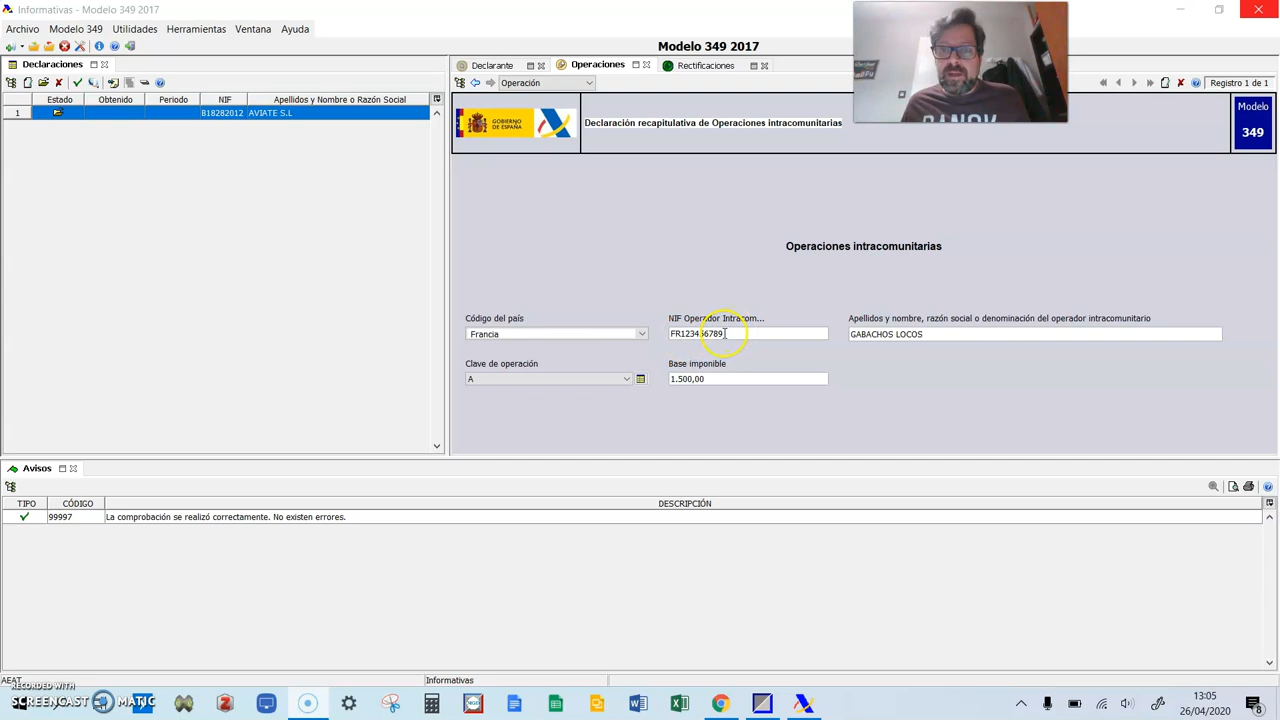 Informativas - Modelo 349 2017
Archivo Modelo 349 Utilidades Herramientas Ventana Ayuda
Modelo 349 2017
Declaraciones
Declarante Operaciones Rectificaciones
Operación
Registro 1 de 1
Estado Obtenido Periodo NIF Apellidos y Nombre o Razón Social
1 B18282012 AVIATE S.L
GOBIERNO DE ESPAÑA
Declaración recapitulativa de Operaciones intracomunitarias
Modelo
349
Operaciones intracomunitarias
Código del país NIF Operador Intracom... Apellidos y nombre, razón social o denominación del operador intracomunitario
Francia FR123456789 GABACHOS LOCOS
Clave de operación Base imponible
A 1.500,00
Avisos
TIPO CÓDIGO DESCRIPCIÓN
99997 La comprobación se realizó correctamente. No existen errores.
AEAT Informativas
RECORDED WITH
SCREENCAST MATIC
13:05
26/04/2020
8